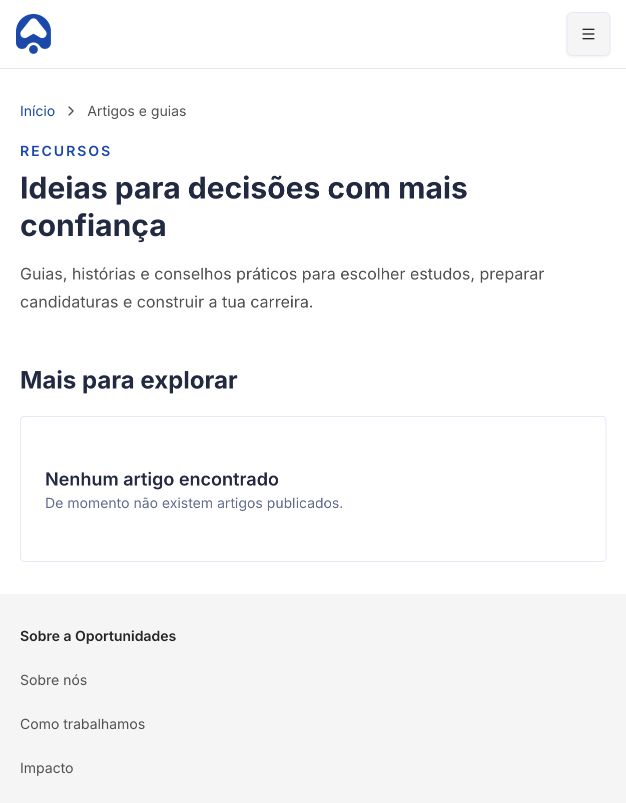 Início > Artigos e guias
RECURSOS
Ideias para decisões com mais
confiança
Guias, histórias e conselhos práticos para escolher estudos, preparar
candidaturas e construir a tua carreira.
Mais para explorar
Nenhum artigo encontrado
De momento não existem artigos publicados.
Sobre a Oportunidades
Sobre nós
Como trabalhamos
Impacto